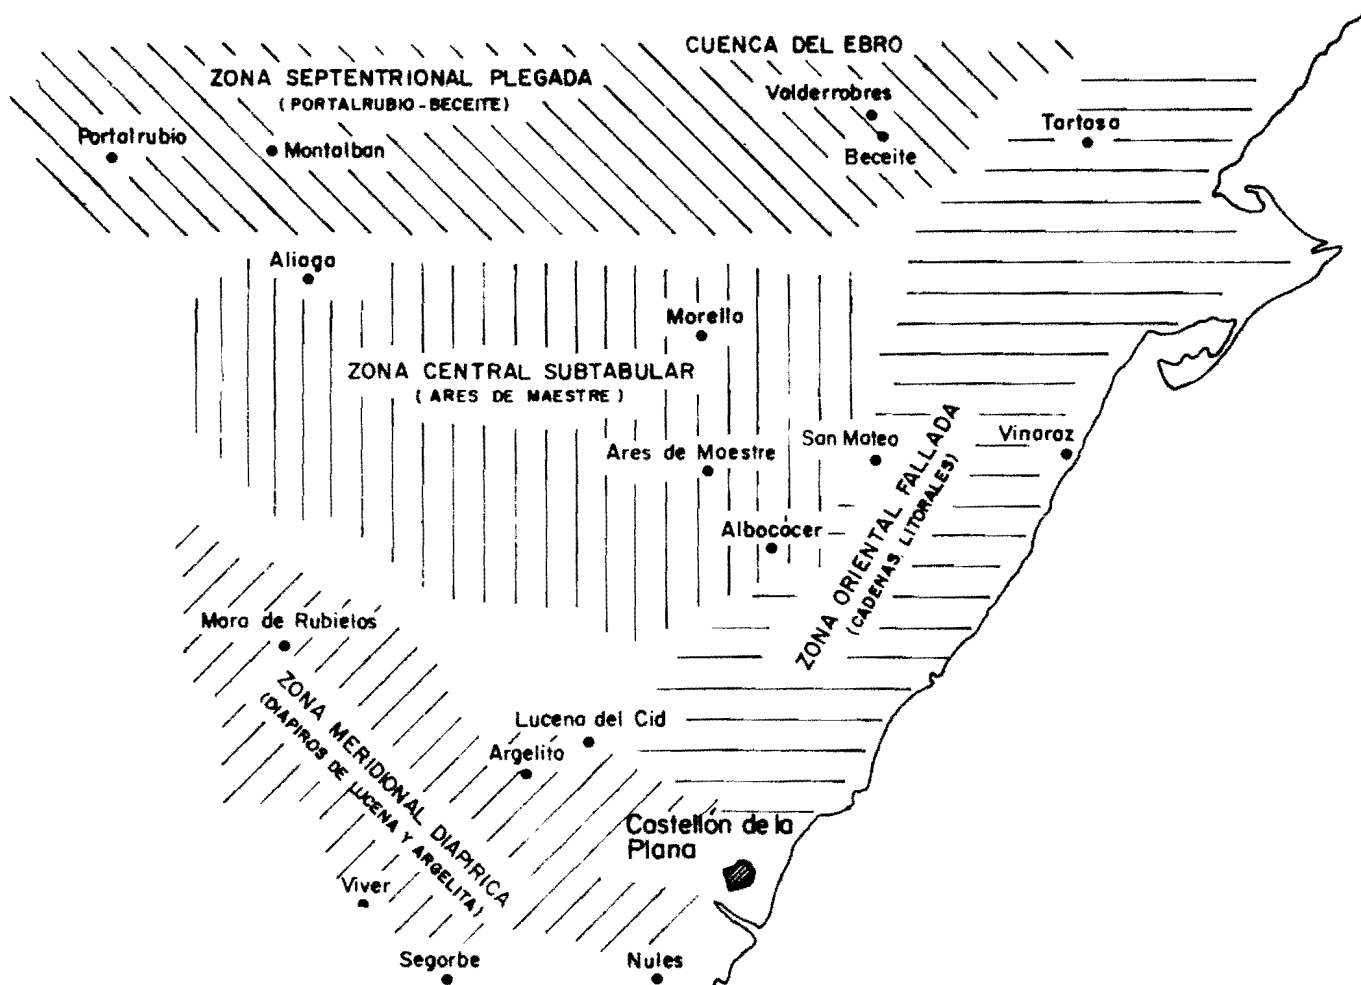 CUENCA DEL EBRO
ZONA SEPTENTRIONAL PLEGADA
(PORTALRUBIO-BECEITE)
Valderrobres
Portalrubio
Montalban
Beceite
Tartasa
Aliaga
Morella
ZONA CENTRAL SUBTABULAR
(ARES DE MAESTRE)
Ares de Maestre
San Mateo
Vinaraz
Albocacer
ZONA ORIENTAL FALLADA
(CADENAS LITORALES)
Mora de Rubielos
ZONA MERIDIONAL DIAPIRICA
(DIAPIROS DE LUCENA Y ARGELITA)
Lucena del Cid
Argelito
Castellon de la
Plana
Viver
Segorbe
Nules